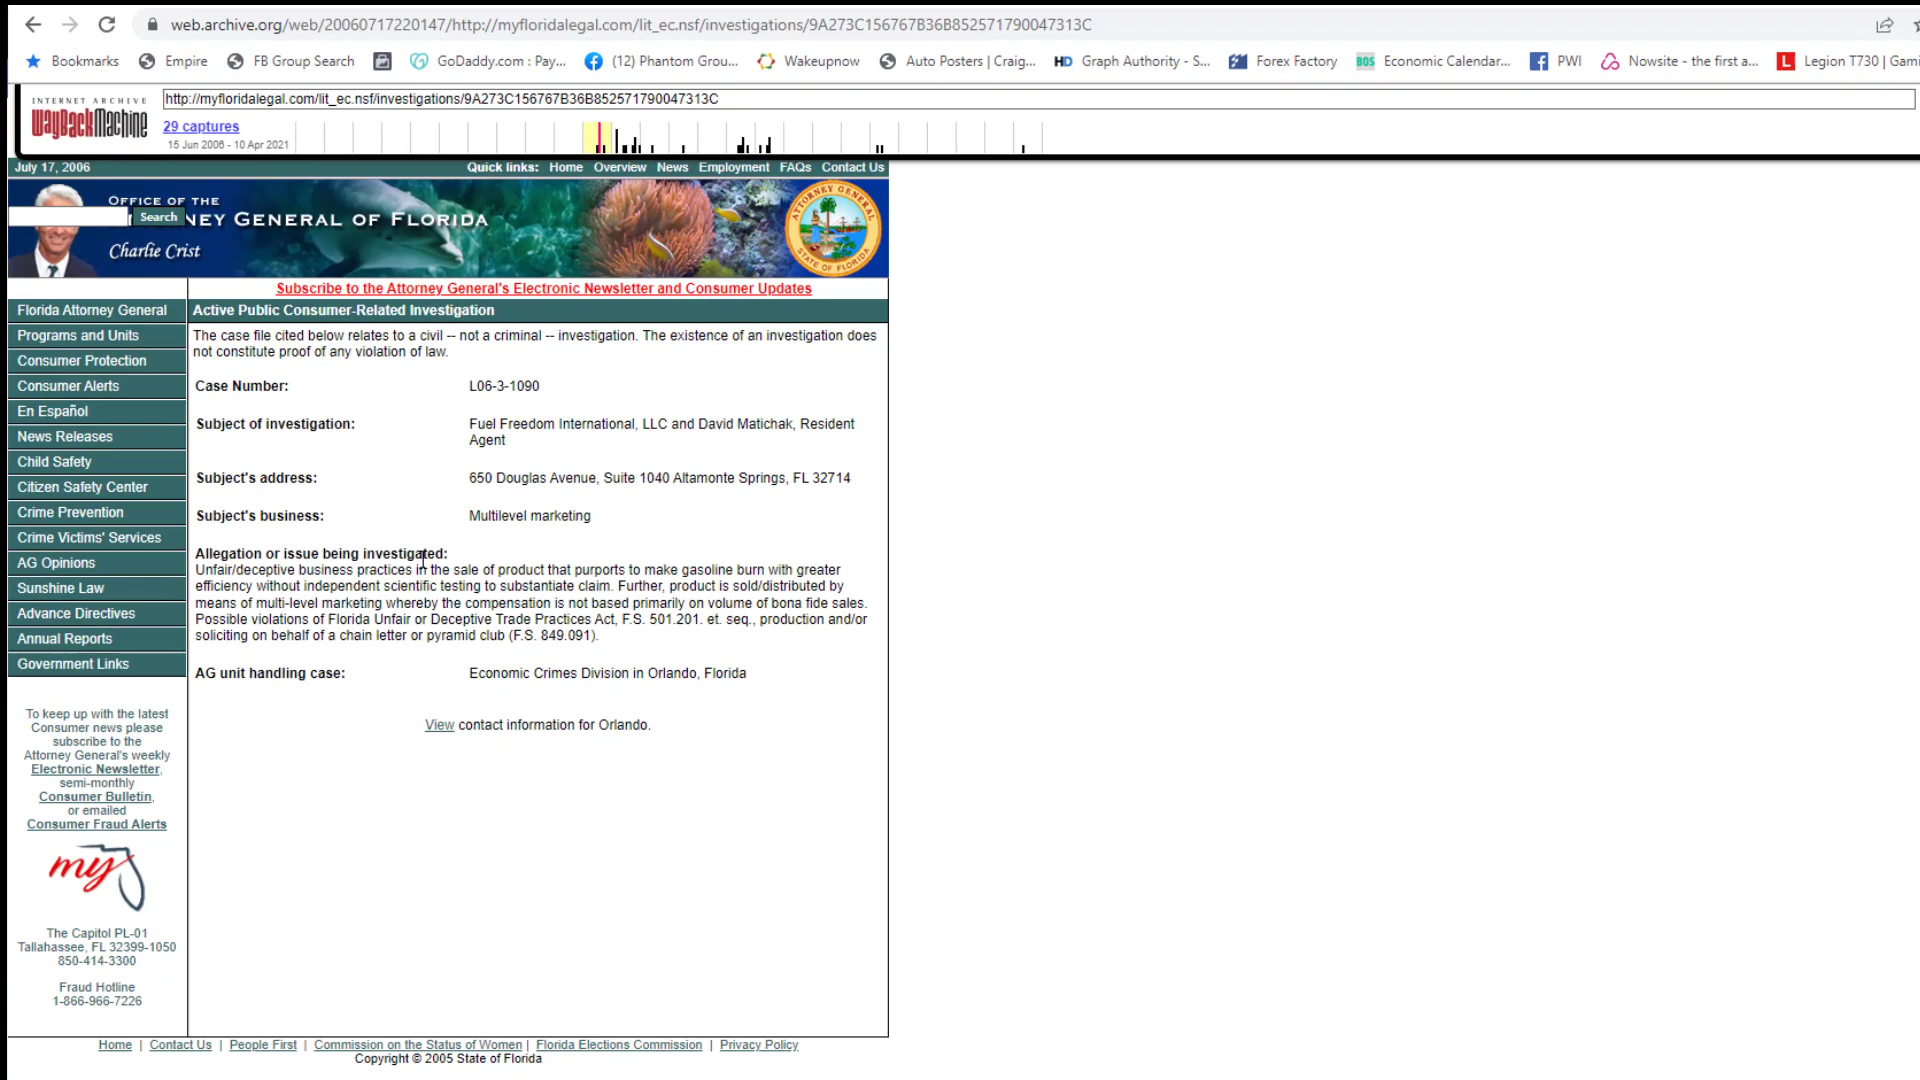 web.archive.org/web/20060717220147/http://myfloridalegal.com/lit_ec.nsf/investigations/9A273C156767B36B852571790047313C
Bookmarks Empire FB Group Search GoDaddy.com : Pay... (12) Phantom Grou... Wakeupnow Auto Posters | Craig... HD Graph Authority - S... Forex Factory BOS Economic Calendar... PWI Nowsite - the first a... L Legion T730 | Gami
INTERNET ARCHIVE
WayBackMachine
http://myfloridalegal.com/lit_ec.nsf/investigations/9A273C156767B36B852571790047313C
29 captures
15 Jun 2006 - 10 Apr 2021
July 17, 2006 Quick links: Home Overview News Employment FAQs Contact Us
OFFICE OF THE
Search NEY GENERAL OF FLORIDA
Charlie Crist
ATTORNEY GENERAL
STATE OF FLORIDA
Subscribe to the Attorney General's Electronic Newsletter and Consumer Updates
Florida Attorney General
Programs and Units
Consumer Protection
Consumer Alerts
En Español
News Releases
Child Safety
Citizen Safety Center
Crime Prevention
Crime Victims' Services
AG Opinions
Sunshine Law
Advance Directives
Annual Reports
Government Links
To keep up with the latest
Consumer news please
subscribe to the
Attorney General's weekly
Electronic Newsletter,
semi-monthly
Consumer Bulletin,
or emailed
Consumer Fraud Alerts
my
The Capitol PL-01
Tallahassee, FL 32399-1050
850-414-3300
Fraud Hotline
1-866-966-7226
Active Public Consumer-Related Investigation
The case file cited below relates to a civil -- not a criminal -- investigation. The existence of an investigation does
not constitute proof of any violation of law.
Case Number: L06-3-1090
Subject of investigation: Fuel Freedom International, LLC and David Matichak, Resident
Agent
Subject's address: 650 Douglas Avenue, Suite 1040 Altamonte Springs, FL 32714
Subject's business: Multilevel marketing
Allegation or issue being investigated:
Unfair/deceptive business practices in the sale of product that purports to make gasoline burn with greater
efficiency without independent scientific testing to substantiate claim. Further, product is sold/distributed by
means of multi-level marketing whereby the compensation is not based primarily on volume of bona fide sales.
Possible violations of Florida Unfair or Deceptive Trade Practices Act, F.S. 501.201. et. seq., production and/or
soliciting on behalf of a chain letter or pyramid club (F.S. 849.091).
AG unit handling case: Economic Crimes Division in Orlando, Florida
View contact information for Orlando.
Home | Contact Us | People First | Commission on the Status of Women | Florida Elections Commission | Privacy Policy
Copyright © 2005 State of Florida